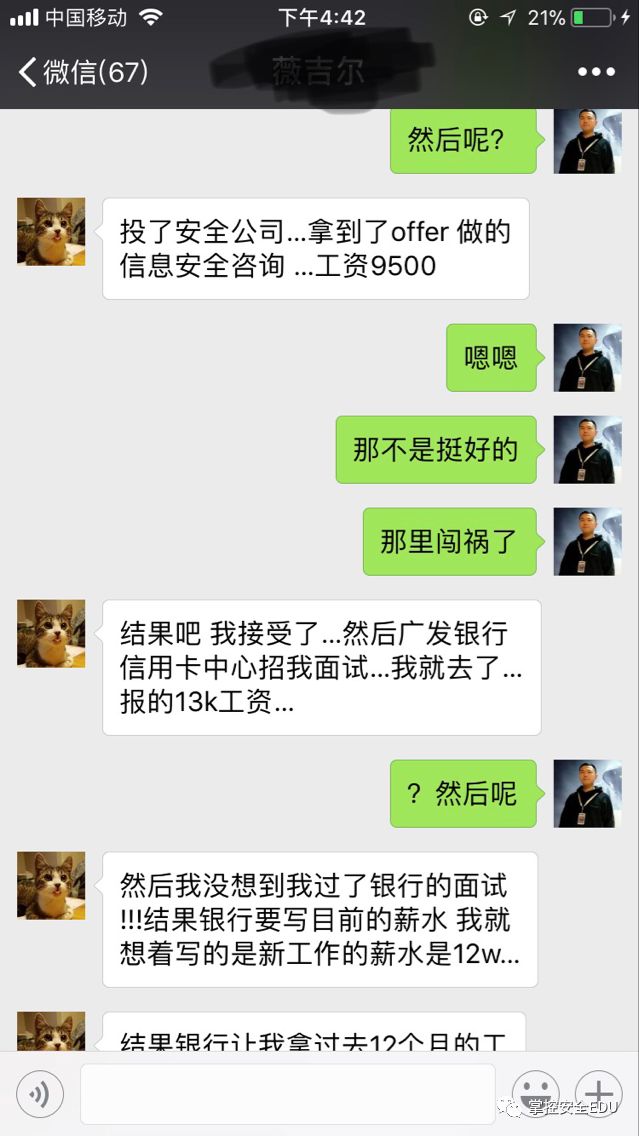 中国移动 下午4:42 21%
微信(67) 薇吉尔
然后呢?
投了安全公司...拿到了offer 做的
信息安全咨询 ...工资9500
嗯嗯
那不是挺好的
那里闯祸了
结果吧 我接受了...然后广发银行
信用卡中心招我面试...我就去了...
报的13k工资...
？然后呢
然后我没想到我过了银行的面试
!!!结果银行要写目前的薪水 我就
想着写的是新工作的薪水是12w...
结果银行让我拿过去12个月的工
掌控安全EDU